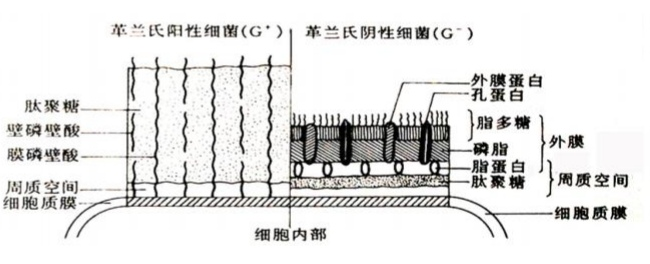 革兰氏阳性细菌(G⁺)
革兰氏阴性细菌(G⁻)
肽聚糖
壁磷壁酸
膜磷壁酸
周质空间
细胞质膜
外膜蛋白
孔蛋白
脂多糖
磷脂
外膜
脂蛋白
肽聚糖
周质空间
细胞质膜
细胞内部